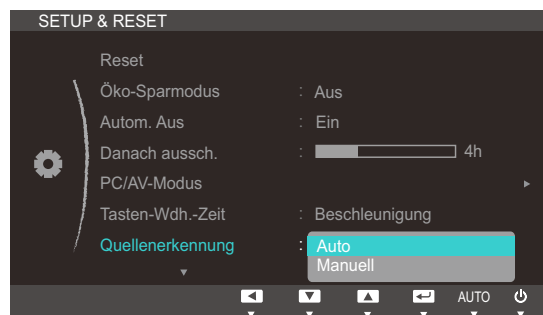 SETUP & RESET
Reset
Öko-Sparmodus : Aus
Autom. Aus : Ein
Danach aussch. : 4h
PC/AV-Modus
Tasten-Wdh.-Zeit : Beschleunigung
Quellenerkennung : Auto
Manuell
AUTO